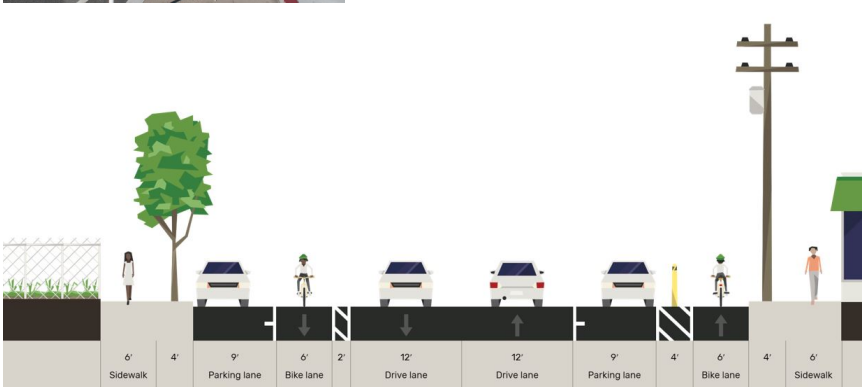 6' 4' 9' 6' 2' 12' 12' 9' 4' 6' 4' 6'
Sidewalk Parking lane Bike lane Drive lane Drive lane Parking lane Bike lane Sidewalk